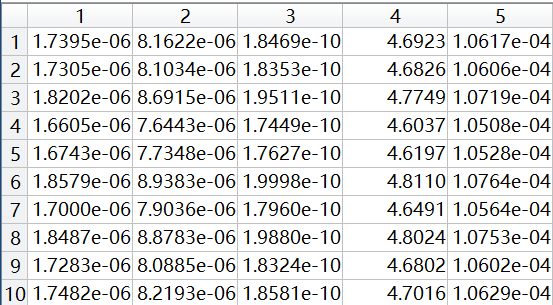 1 2 3 4 5
1 1.7395e-06 8.1622e-06 1.8469e-10 4.6923 1.0617e-04
2 1.7305e-06 8.1034e-06 1.8353e-10 4.6826 1.0606e-04
3 1.8202e-06 8.6915e-06 1.9511e-10 4.7749 1.0719e-04
4 1.6605e-06 7.6443e-06 1.7449e-10 4.6037 1.0508e-04
5 1.6743e-06 7.7348e-06 1.7627e-10 4.6197 1.0528e-04
6 1.8579e-06 8.9383e-06 1.9998e-10 4.8110 1.0764e-04
7 1.7000e-06 7.9036e-06 1.7960e-10 4.6491 1.0564e-04
8 1.8487e-06 8.8783e-06 1.9880e-10 4.8024 1.0753e-04
9 1.7283e-06 8.0885e-06 1.8324e-10 4.6802 1.0602e-04
10 1.7482e-06 8.2193e-06 1.8581e-10 4.7016 1.0629e-04